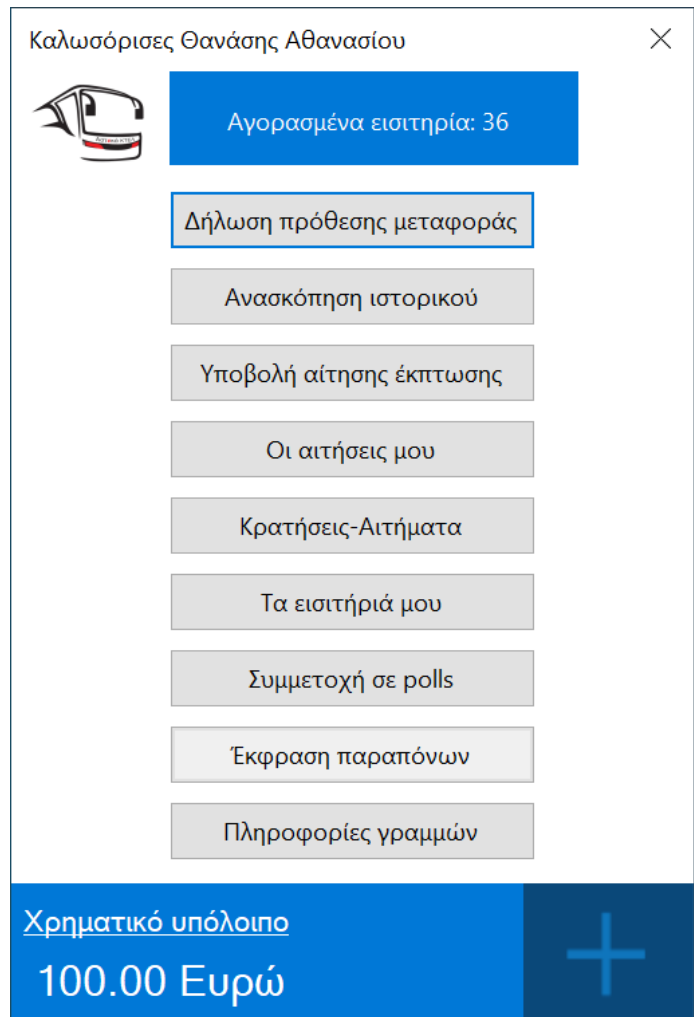 Καλωσόρισες Θανάσης Αθανασίου
Αγορασμένα εισιτηρία: 36
Δήλωση πρόθεσης μεταφοράς
Ανασκόπηση ιστορικού
Υποβολή αίτησης έκπτωσης
Οι αιτήσεις μου
Κρατήσεις-Αιτήματα
Τα εισιτήριά μου
Συμμετοχή σε polls
Έκφραση παραπόνων
Πληροφορίες γραμμών
Χρηματικό υπόλοιπο
100.00 Ευρώ